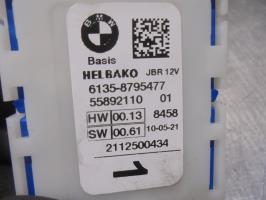 BMW
Basis
HELBAKO JBR 12V
6135-8795477
55892110 01
HW 00.13 8458
SW 00.61 10-05-21
2112500434
1